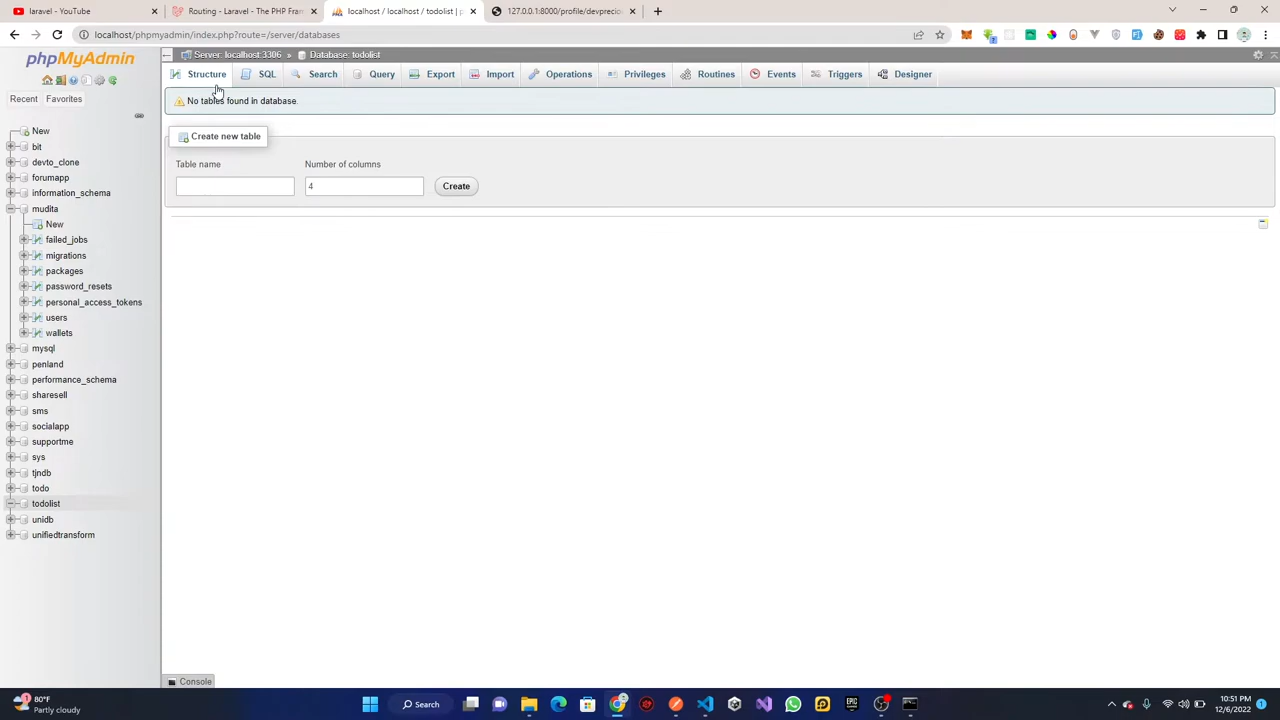 laravel - YouTube
Routing - Laravel - The PHP Fram
localhost / localhost / todolist | p
127.0.0.1:8000/profile/devprecio
localhost/phpmyadmin/index.php?route=/server/databases
phpMyAdmin
Recent
Favorites
New
bit
devto_clone
forumapp
information_schema
mudita
New
failed_jobs
migrations
packages
password_resets
personal_access_tokens
users
wallets
mysql
penland
performance_schema
sharesell
sms
socialapp
supportme
sys
tjndb
todo
todolist
unidb
unifiedtransform
Server: localhost:3306 » Database: todolist
Structure SQL Search Query Export Import Operations Privileges Routines Events Triggers Designer
No tables found in database.
Create new table
Table name Number of columns
4 Create
Console
80°F
Partly cloudy
Search
10:51 PM
12/6/2022